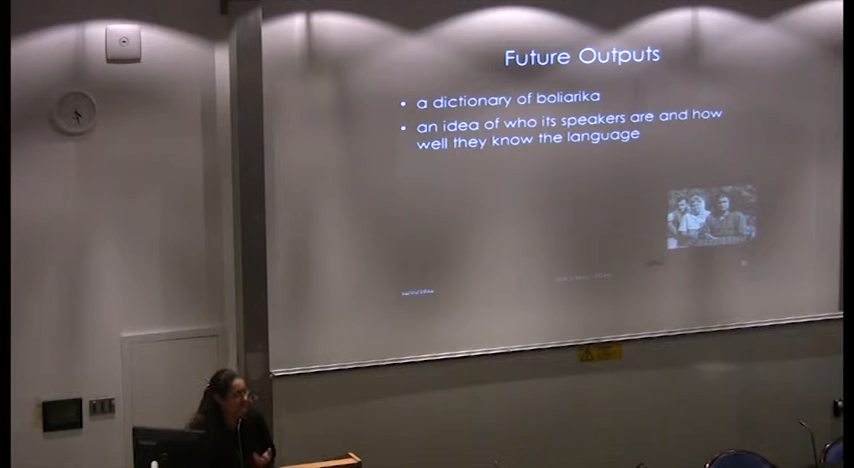 Future Outputs
• a dictionary of boliarika
• an idea of who its speakers are and how
well they know the language